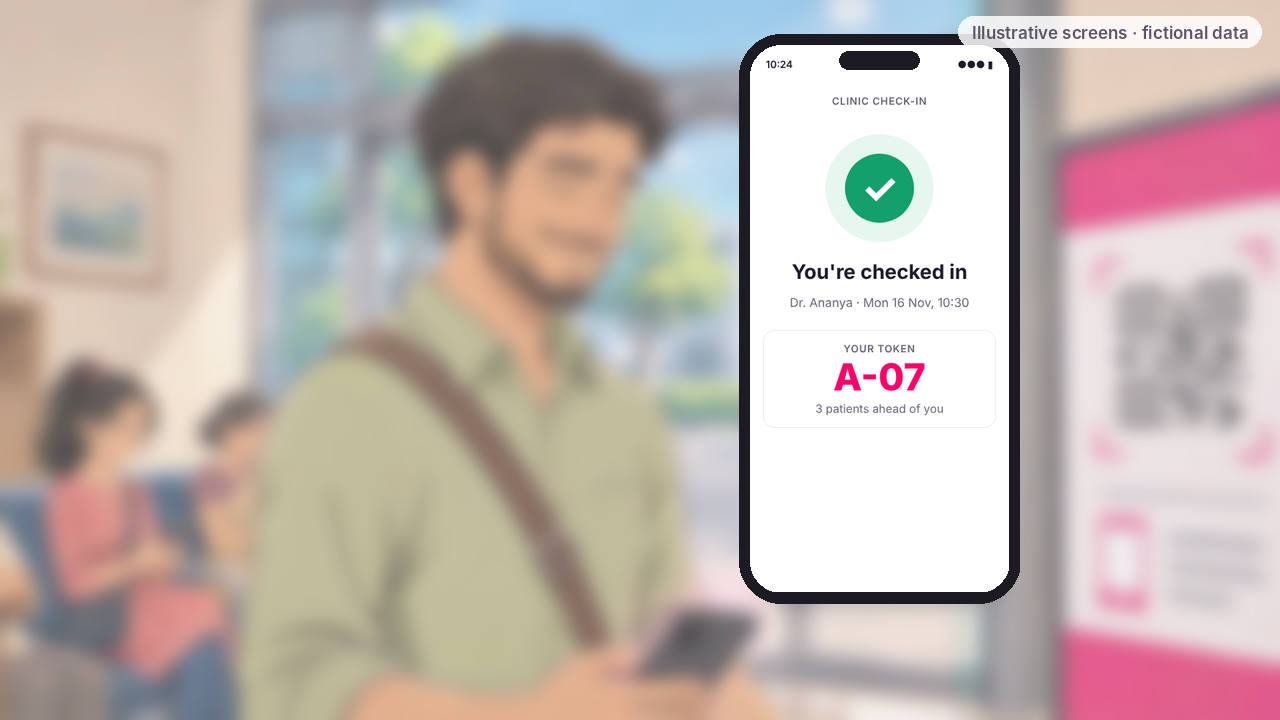 Illustrative screens · fictional data
10:24
CLINIC CHECK-IN
You're checked in
Dr. Ananya · Mon 16 Nov, 10:30
YOUR TOKEN
A-07
3 patients ahead of you